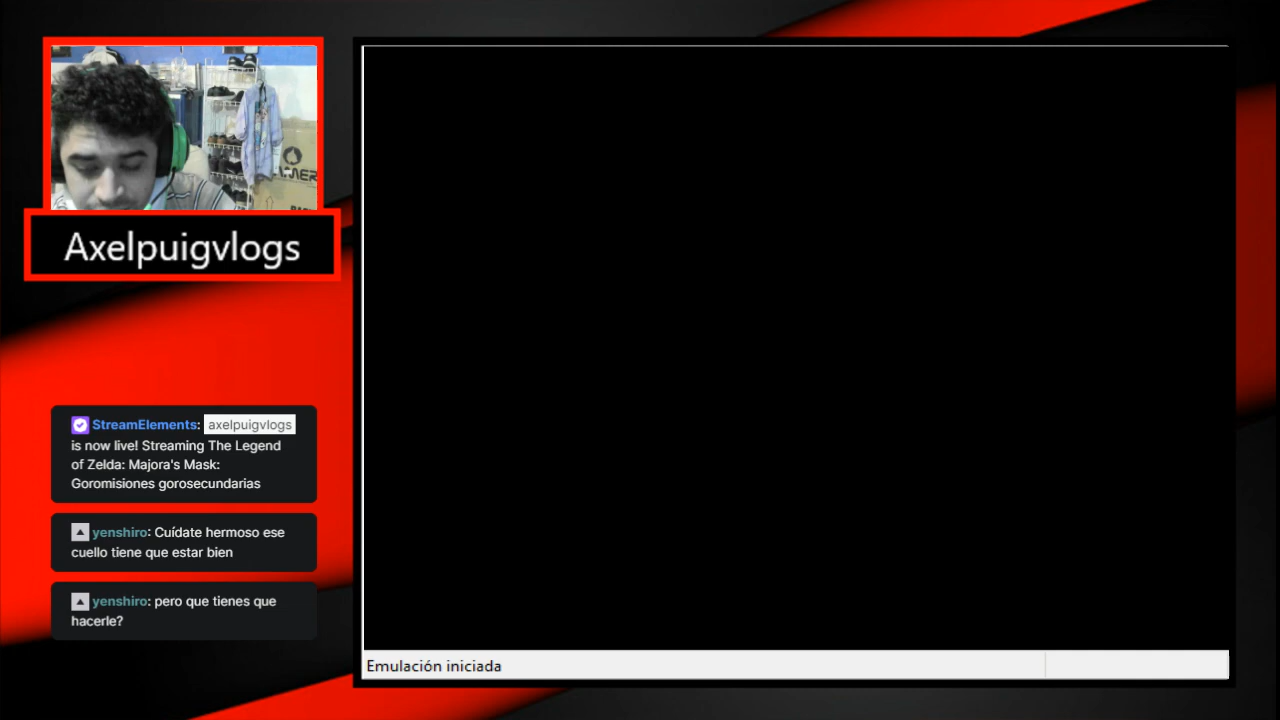 Axelpuigvlogs
StreamElements: axelpuigvlogs
is now live! Streaming The Legend
of Zelda: Majora's Mask:
Goromisiones gorosecundarias
yenshiro: Cuídate hermoso ese
cuello tiene que estar bien
yenshiro: pero que tienes que
hacerle?
Emulación iniciada